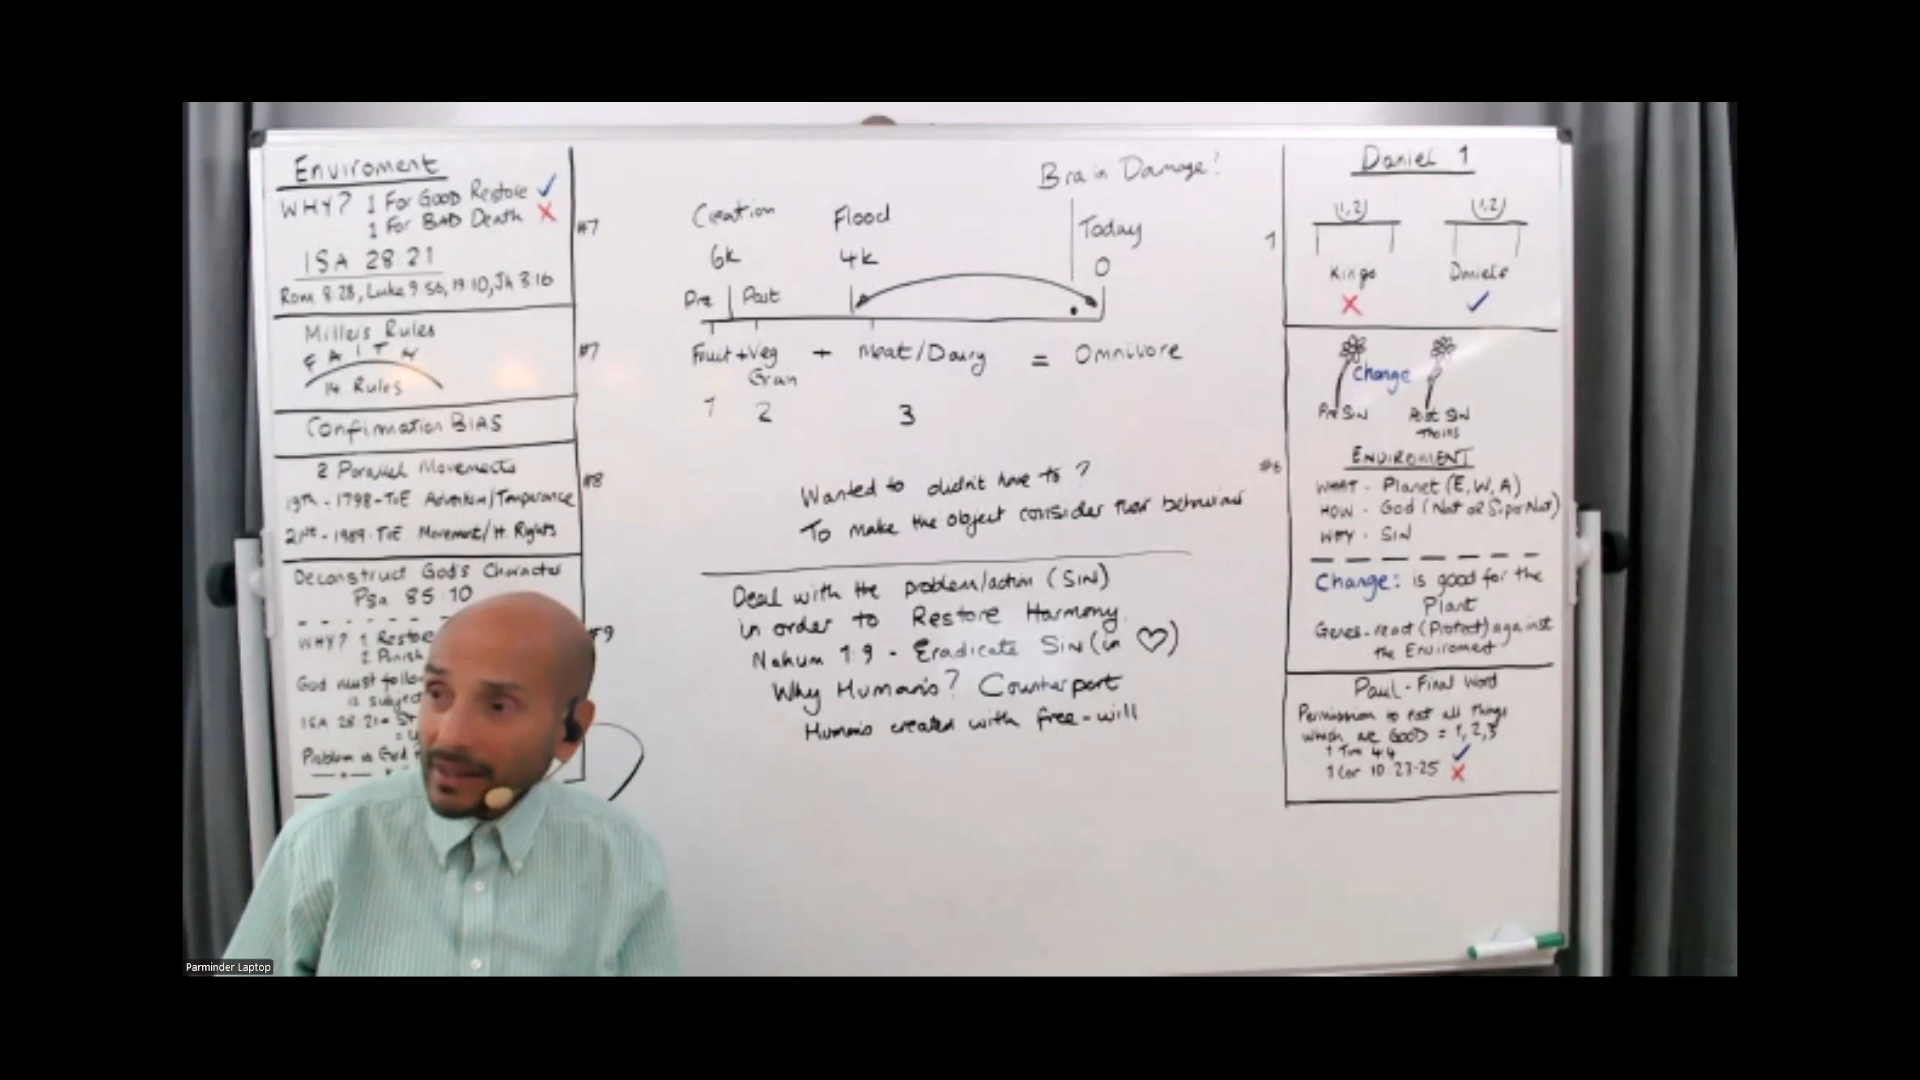 Enviroment
WHY? 1 For Good Restore ✓
1 For BAD Death ✗
ISA 28:21
Rom 8:28, Luke 9:56, 19:10, Jh 3:16
#7
Millers Rules
F A I T H
14 Rules
#7
Confirmation BIAS
2 Parallel Movements
19th - 1798 - ToE Adventism/Temperance
21st - 1989 - ToE Movement/H. Rights
#8
Deconstruct God's Character
Psa 85:10
WHY? 1 Restore
2 Punish
God must follo
is subject
ISA 28:21 =
Problem is God
#9
Brain Damage!
Creation
Flood
Today
6k
4k
0
Pre | Post
Fruit + Veg + Meat/Dairy = Omnivore
Grain
1 2 3
Wanted to didn't have to?
To make the object consider their behaviour
Deal with the problem/action (SIN)
in order to Restore Harmony
Nahum 1:9 - Eradicate SIN (in ♡)
Why Humans? Counterpart
Humans created with free-will
Daniel 1
(1,2) (1,2)
1
Kings Daniels
✗ ✓
Change
Pre SIN Post SIN
Thorns
#6
ENVIROMENT
WHAT - Planet (E, W, A)
HOW - God (Nat or SuperNat)
WHY - SIN
Change: is good for the
Plant
Genes - react (Protect) against
the Enviroment
Paul - Final Word
Permission to eat all things
which are GOOD = 1,2,3
1 Tim 4:4 ✓
1 Cor 10:23-25 ✗
Parminder Laptop